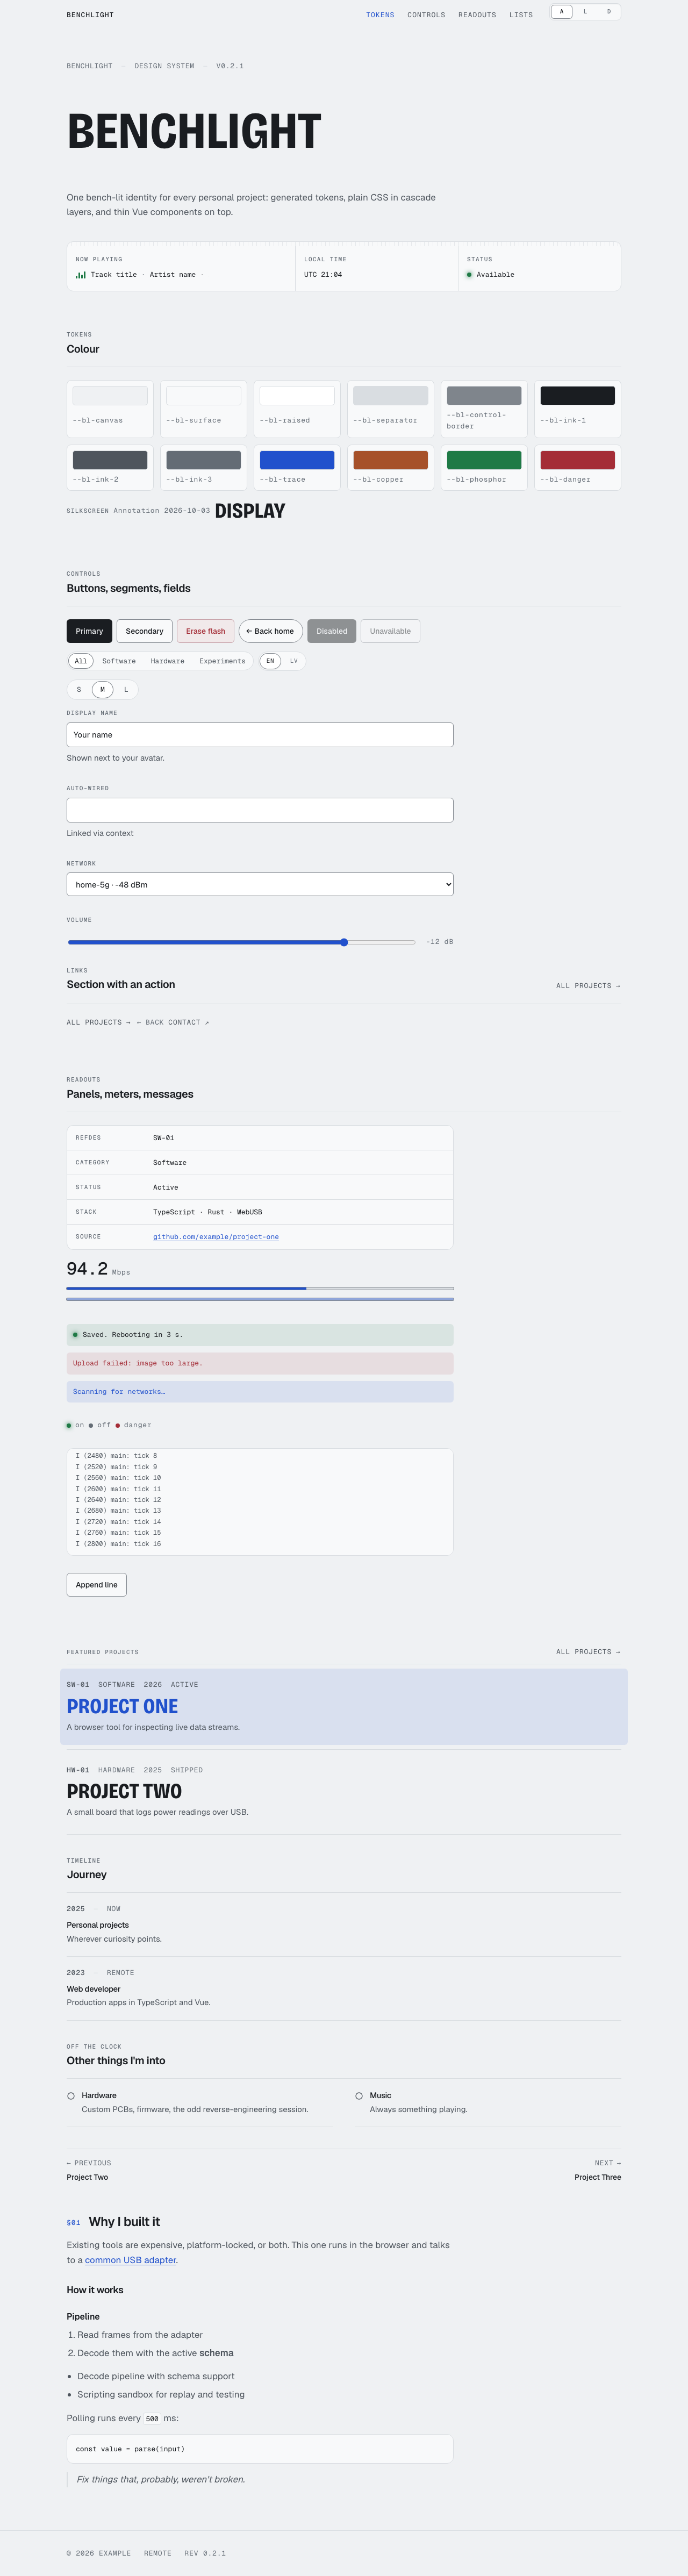 BENCHLIGHT
TOKENS CONTROLS READOUTS LISTS A L D
BENCHLIGHT · DESIGN SYSTEM · V0.2.1
BENCHLIGHT
One bench-lit identity for every personal project: generated tokens, plain CSS in cascade
layers, and thin Vue components on top.
NOW PLAYING
Track title · Artist name ·
LOCAL TIME
UTC 21:04
STATUS
Available
TOKENS
Colour
--bl-canvas
--bl-surface
--bl-raised
--bl-separator
--bl-control-
border
--bl-ink-1
--bl-ink-2
--bl-ink-3
--bl-trace
--bl-copper
--bl-phosphor
--bl-danger
SILKSCREEN Annotation 2026-10-03 DISPLAY
CONTROLS
Buttons, segments, fields
Primary Secondary Erase flash ← Back home Disabled Unavailable
All Software Hardware Experiments EN LV
S M L
DISPLAY NAME
Your name
Shown next to your avatar.
AUTO-WIRED
Linked via context
NETWORK
home-5g · -48 dBm
VOLUME
-12 dB
LINKS
Section with an action
ALL PROJECTS →
ALL PROJECTS → ← BACK CONTACT ↗
READOUTS
Panels, meters, messages
REFDES SW-01
CATEGORY Software
STATUS Active
STACK TypeScript · Rust · WebUSB
SOURCE github.com/example/project-one
94.2 Mbps
Saved. Rebooting in 3 s.
Upload failed: image too large.
Scanning for networks…
on off danger
I (2480) main: tick 8
I (2520) main: tick 9
I (2560) main: tick 10
I (2600) main: tick 11
I (2640) main: tick 12
I (2680) main: tick 13
I (2720) main: tick 14
I (2760) main: tick 15
I (2800) main: tick 16
Append line
FEATURED PROJECTS
ALL PROJECTS →
SW-01 SOFTWARE 2026 ACTIVE
PROJECT ONE
A browser tool for inspecting live data streams.
HW-01 HARDWARE 2025 SHIPPED
PROJECT TWO
A small board that logs power readings over USB.
TIMELINE
Journey
2025 · NOW
Personal projects
Wherever curiosity points.
2023 · REMOTE
Web developer
Production apps in TypeScript and Vue.
OFF THE CLOCK
Other things I'm into
Hardware
Custom PCBs, firmware, the odd reverse-engineering session.
Music
Always something playing.
← PREVIOUS
Project Two
NEXT →
Project Three
§01 Why I built it
Existing tools are expensive, platform-locked, or both. This one runs in the browser and talks
to a common USB adapter.
How it works
Pipeline
1. Read frames from the adapter
2. Decode them with the active schema
• Decode pipeline with schema support
• Scripting sandbox for replay and testing
Polling runs every 500 ms:
const value = parse(input)
Fix things that, probably, weren't broken.
© 2026 EXAMPLE REMOTE REV 0.2.1